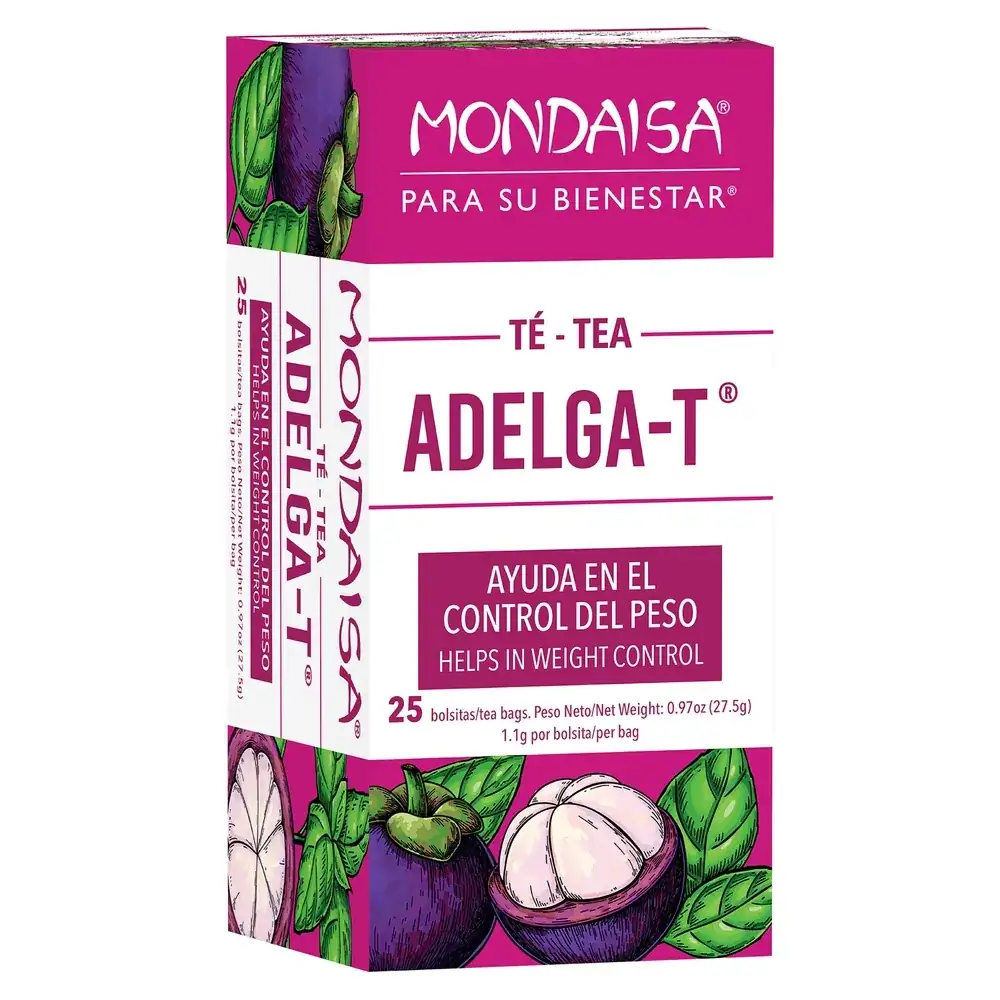 MONDAISA®
PARA SU BIENESTAR®
TÉ - TEA
ADELGA-T®
AYUDA EN EL
CONTROL DEL PESO
HELPS IN WEIGHT CONTROL
25 bolsitas/tea bags. Peso Neto/Net Weight: 0.97oz (27.5g)
1.1g por bolsita/per bag
MONDAISA®
TÉ - TEA
ADELGA-T®
AYUDA EN EL CONTROL DEL PESO
HELPS IN WEIGHT CONTROL
25 bolsitas/tea bags. Peso Neto/Net Weight: 0.97oz (27.5g)
1.1g por bolsita/per bag